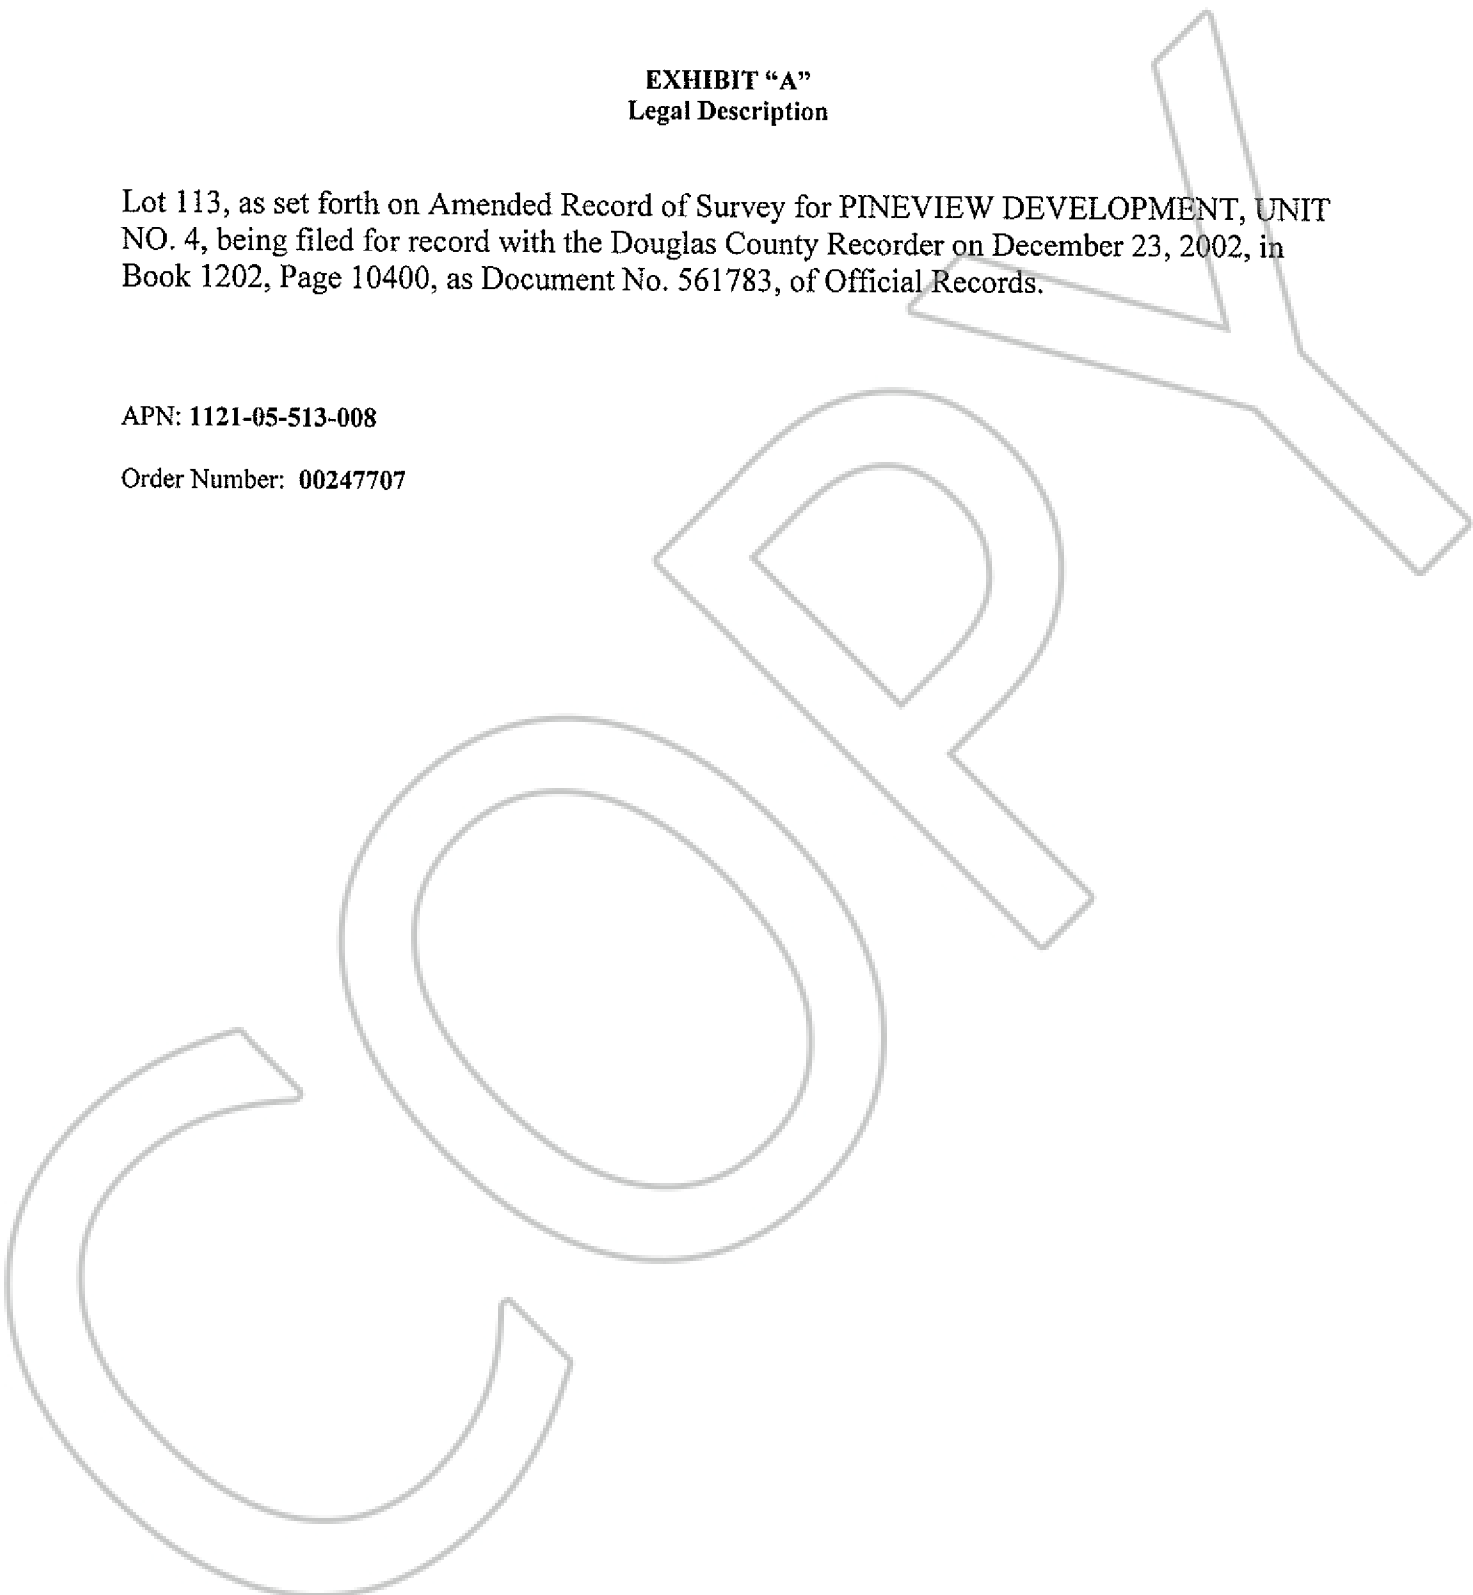 EXHIBIT “A”
Legal Description
Lot 113, as set forth on Amended Record of Survey for PINEVIEW DEVELOPMENT, UNIT
NO. 4, being filed for record with the Douglas County Recorder on December 23, 2002, in
Book 1202, Page 10400, as Document No. 561783, of Official Records.
APN: 1121-05-513-008
Order Number: 00247707
COPY